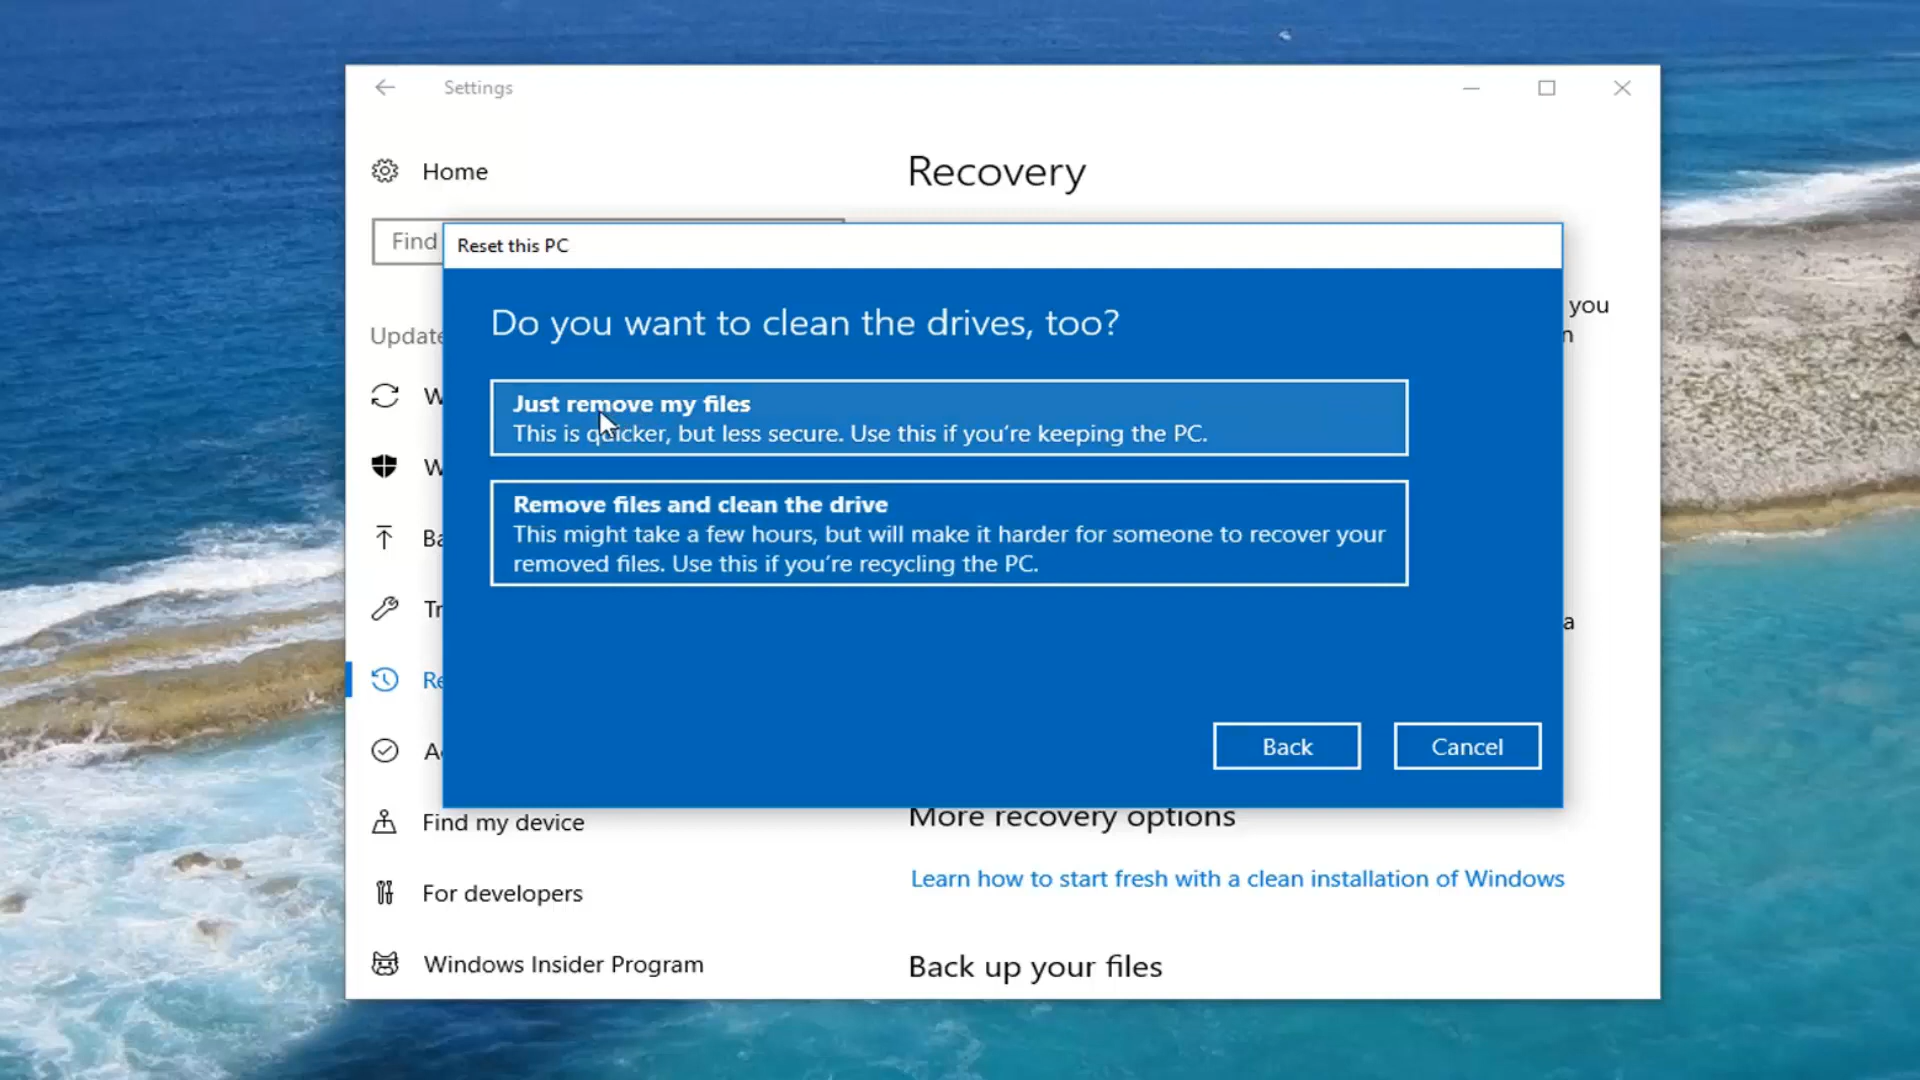 Settings
Home
Recovery
Find
Reset this PC
Do you want to clean the drives, too?
you
n
Update
Just remove my files
This is quicker, but less secure. Use this if you're keeping the PC.
W
W
Remove files and clean the drive
This might take a few hours, but will make it harder for someone to recover your
removed files. Use this if you're recycling the PC.
Ba
Tr
a
Re
Back
Cancel
A
Find my device
More recovery options
Learn how to start fresh with a clean installation of Windows
For developers
Windows Insider Program
Back up your files